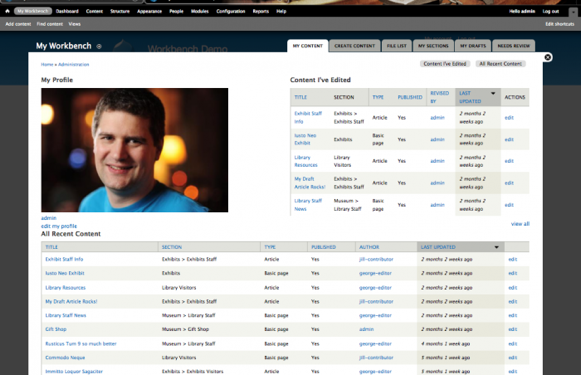 My Workbench Dashboard Content Structure Appearance People Modules Configuration Reports Help Hello admin Log out
Add content Find content Views Edit shortcuts
My Workbench
Workbench Demo
MY CONTENT CREATE CONTENT FILE LIST MY SECTIONS MY DRAFTS NEEDS REVIEW
Home » Administration
Content I've Edited All Recent Content
My Profile
admin
edit my profile
Content I've Edited
TITLE SECTION TYPE PUBLISHED REVISED BY LAST UPDATED ACTIONS
Exhibit Staff Info Exhibits > Exhibits Staff Article Yes admin 2 months 2 weeks ago edit
Iusto Neo Exhibit Exhibits Basic page Yes admin 2 months 2 weeks ago edit
Library Resources Library Visitors Article Yes admin 2 months 2 weeks ago edit
My Draft Article Rocks! Exhibits > Exhibits Staff Article Yes admin 2 months 2 weeks ago edit
Library Staff News Museum > Library Staff Basic page Yes admin 2 months 2 weeks ago edit
view all
All Recent Content
TITLE SECTION TYPE PUBLISHED AUTHOR LAST UPDATED ACTIONS
Exhibit Staff Info Exhibits > Exhibits Staff Article Yes jill-contributor 2 months 2 weeks ago edit
Iusto Neo Exhibit Exhibits Basic page Yes george-editor 2 months 2 weeks ago edit
Library Resources Library Visitors Article Yes george-editor 2 months 2 weeks ago edit
My Draft Article Rocks! Exhibits > Exhibits Staff Article Yes jill-contributor 2 months 2 weeks ago edit
Library Staff News Museum > Library Staff Basic page Yes george-editor 2 months 2 weeks ago edit
Gift Shop Museum > Gift Shop Basic page Yes admin 2 months 2 weeks ago edit
Rusticus Turn 9 so much better Museum > Library Staff Basic page Yes george-editor 4 months 1 week ago edit
Commodo Neque Library Visitors Article Yes jill-contributor 5 months 1 week ago edit
Immitto Loquor Sagaciter Exhibits > Exhibits Visitors Article Yes george-editor 5 months 1 week ago edit